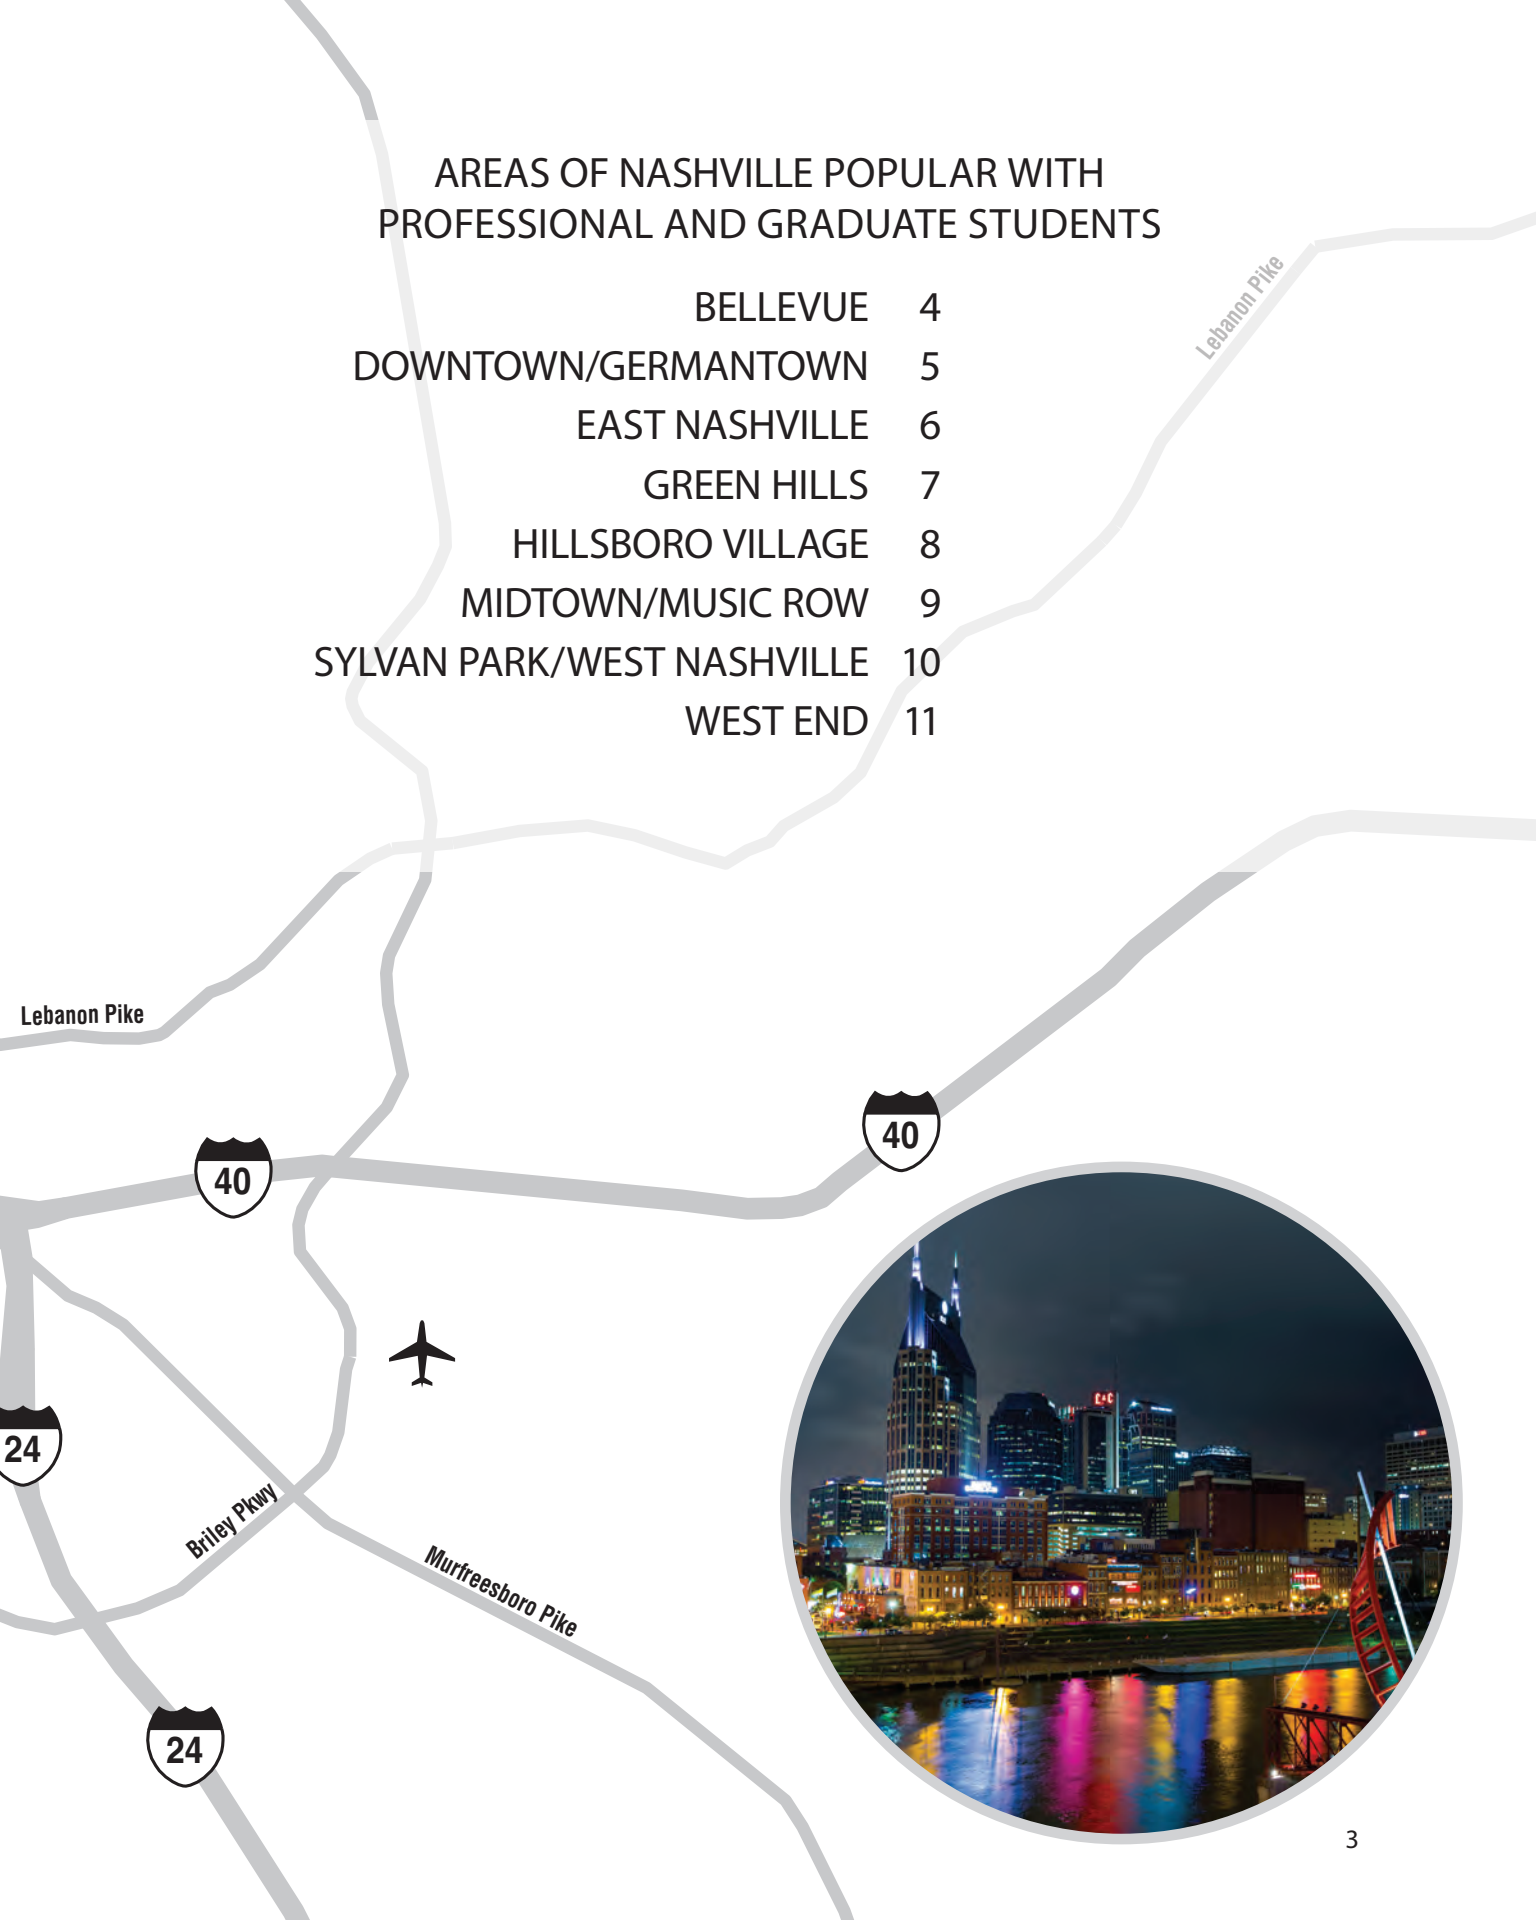 AREAS OF NASHVILLE POPULAR WITH
PROFESSIONAL AND GRADUATE STUDENTS
BELLEVUE 4
DOWNTOWN/GERMANTOWN 5
EAST NASHVILLE 6
GREEN HILLS 7
HILLSBORO VILLAGE 8
MIDTOWN/MUSIC ROW 9
SYLVAN PARK/WEST NASHVILLE 10
WEST END 11
Lebanon Pike
Lebanon Pike
40
40
24
Briley Pkwy
Murfreesboro Pike
24
3